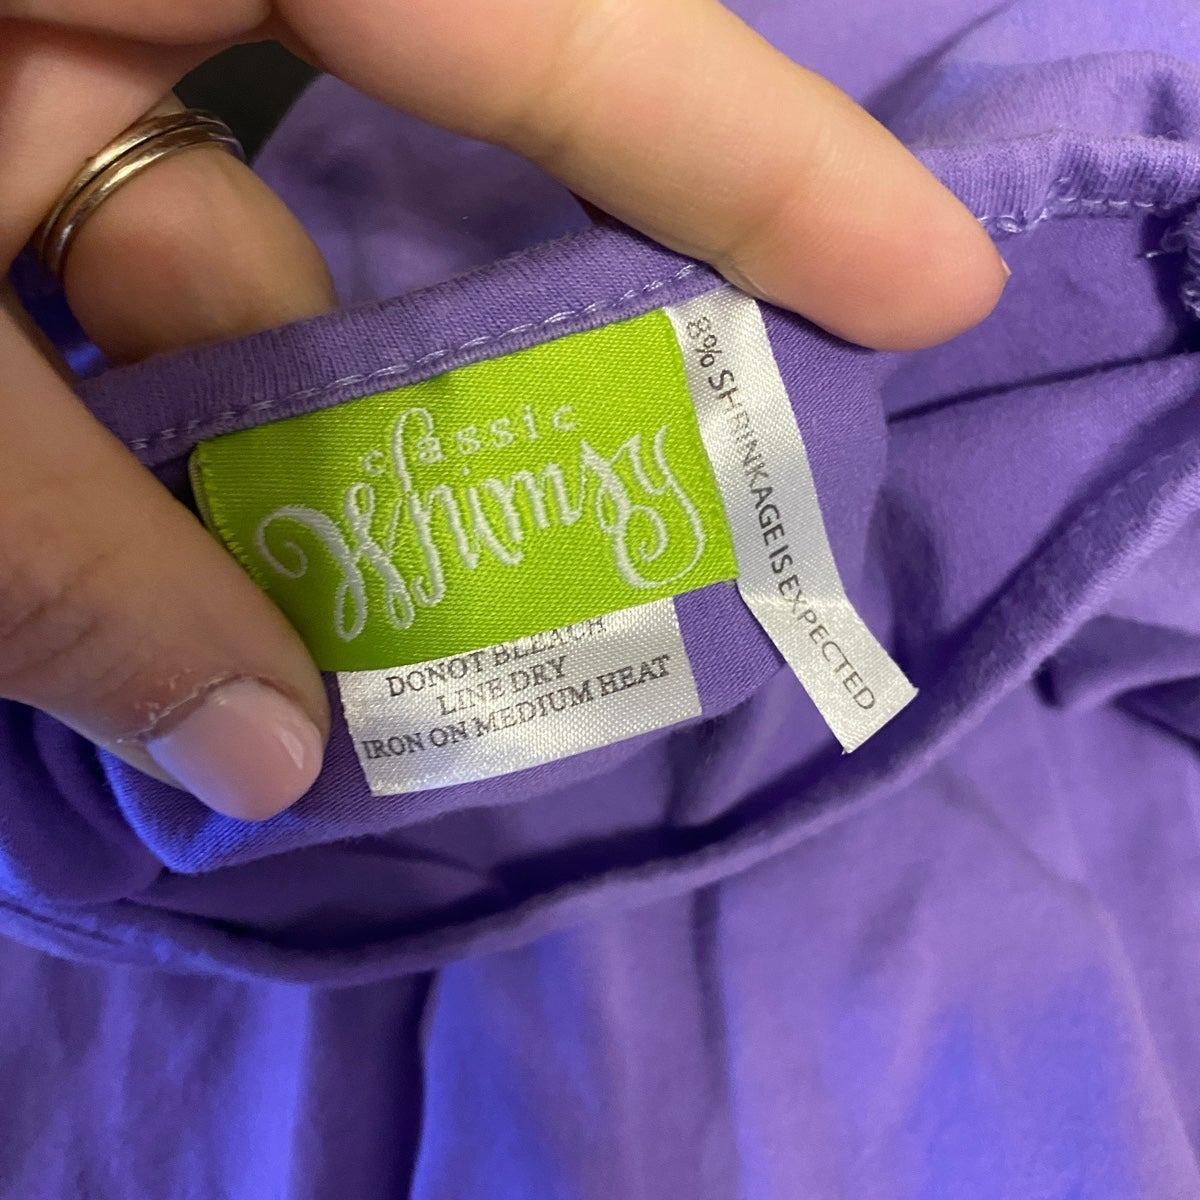 classic
Whimsy
8% SHRINKAGE IS EXPECTED
DONOT BLEACH
LINE DRY
IRON ON MEDIUM HEAT